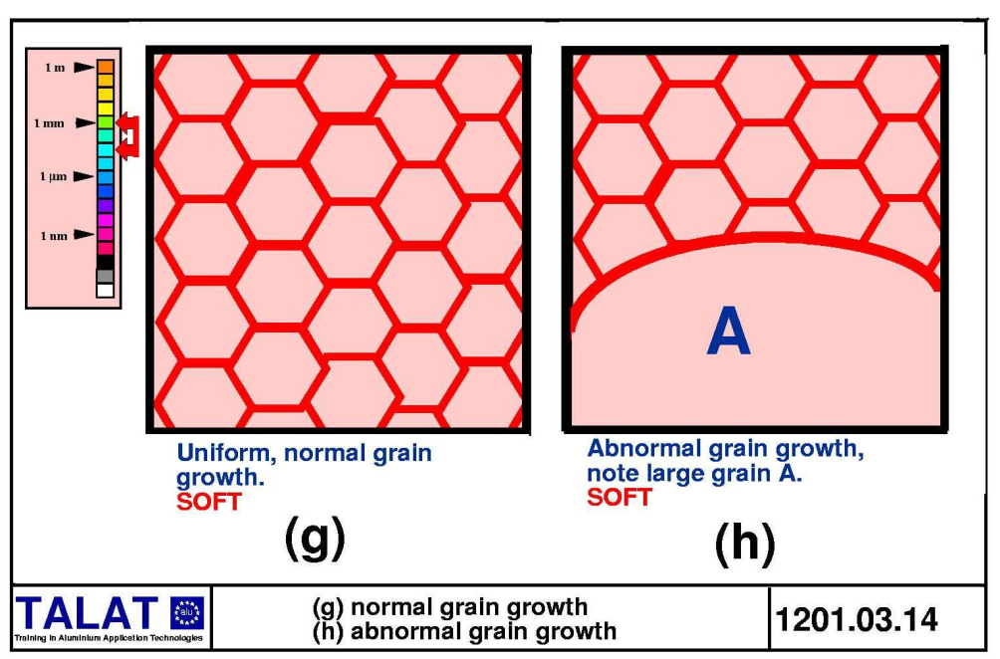 1 m
1 mm
1 µm
1 nm
A
Uniform, normal grain
growth.
SOFT
(g)
Abnormal grain growth,
note large grain A.
SOFT
(h)
TALAT
alu
Training in Aluminium Application Technologies
(g) normal grain growth
(h) abnormal grain growth
1201.03.14